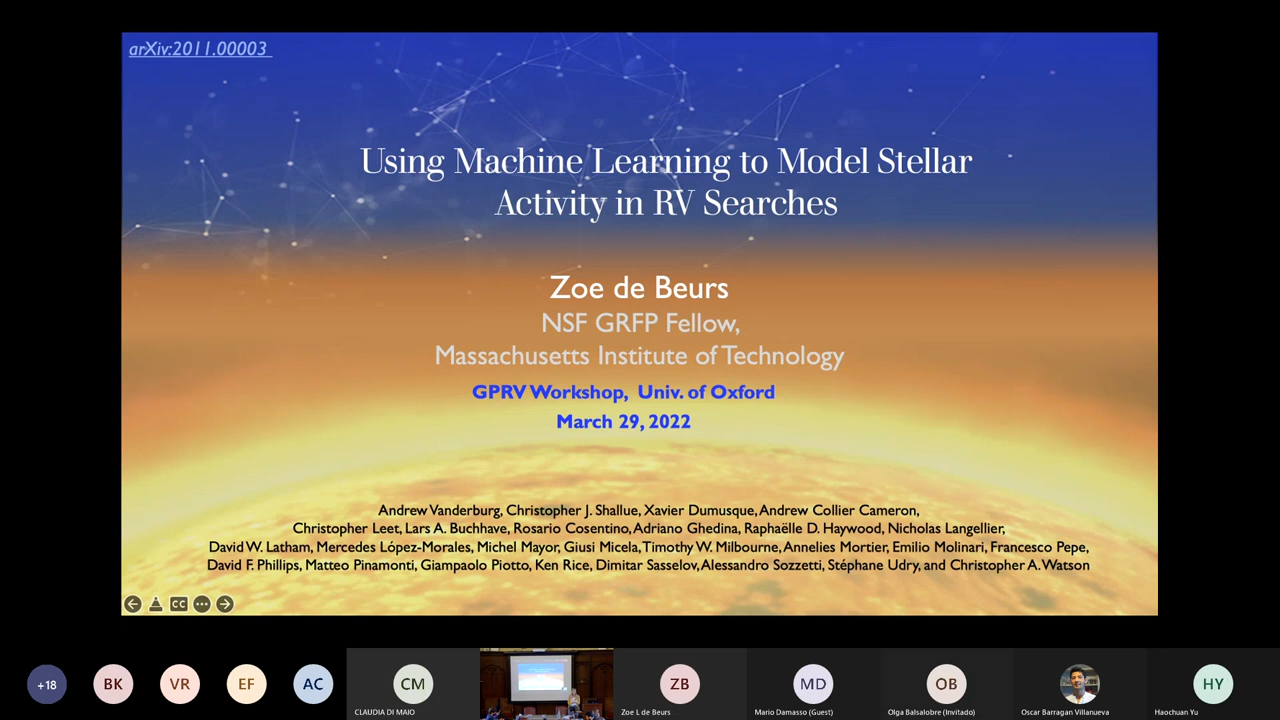 arXiv:2011.00003
Using Machine Learning to Model Stellar
Activity in RV Searches
Zoe de Beurs
NSF GRFP Fellow,
Massachusetts Institute of Technology
GPRV Workshop, Univ. of Oxford
March 29, 2022
Andrew Vanderburg, Christopher J. Shallue, Xavier Dumusque, Andrew Collier Cameron,
Christopher Leet, Lars A. Buchhave, Rosario Cosentino, Adriano Ghedina, Raphaëlle D. Haywood, Nicholas Langellier,
David W. Latham, Mercedes López-Morales, Michel Mayor, Giusi Micela, Timothy W. Milbourne, Annelies Mortier, Emilio Molinari, Francesco Pepe,
David F. Phillips, Matteo Pinamonti, Giampaolo Piotto, Ken Rice, Dimitar Sasselov, Alessandro Sozzetti, Stéphane Udry, and Christopher A. Watson
CC
+18
BK
VR
EF
AC
CM
CLAUDIA DI MAIO
ZB
Zoe L de Beurs
MD
Mario Damasso (Guest)
OB
Olga Balsalobre (Invitado)
Oscar Barragan Villanueva
HY
Haochuan Yu